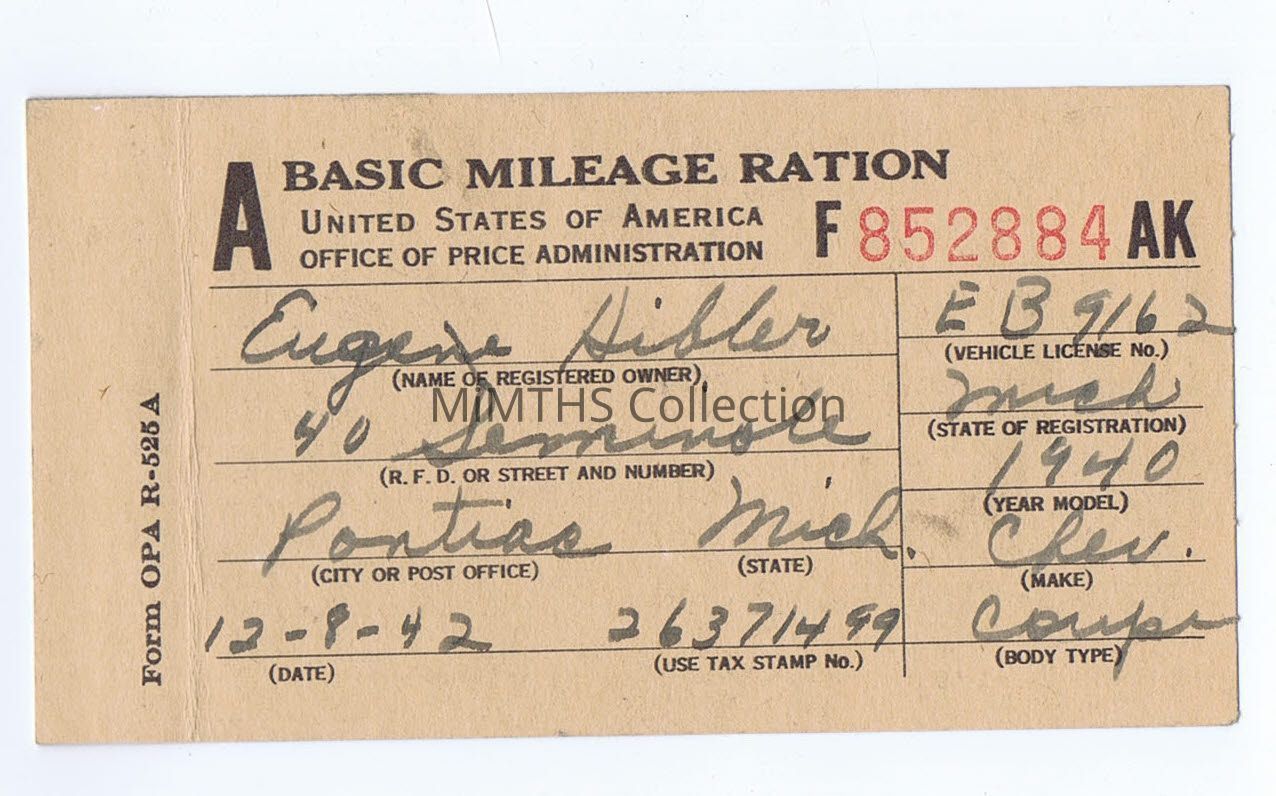 A BASIC MILEAGE RATION
UNITED STATES OF AMERICA
OFFICE OF PRICE ADMINISTRATION
F 852884 AK
Eugene Hibler
(NAME OF REGISTERED OWNER)
40 Seminole
(R. F. D. OR STREET AND NUMBER)
Pontiac Mich.
(CITY OR POST OFFICE) (STATE)
12-8-42 26371499
(DATE) (USE TAX STAMP No.)
EB 9162
(VEHICLE LICENSE No.)
Mich
(STATE OF REGISTRATION)
1940
(YEAR MODEL)
Chev.
(MAKE)
Coupe
(BODY TYPE)
Form OPA R-525 A
MiMTHS Collection